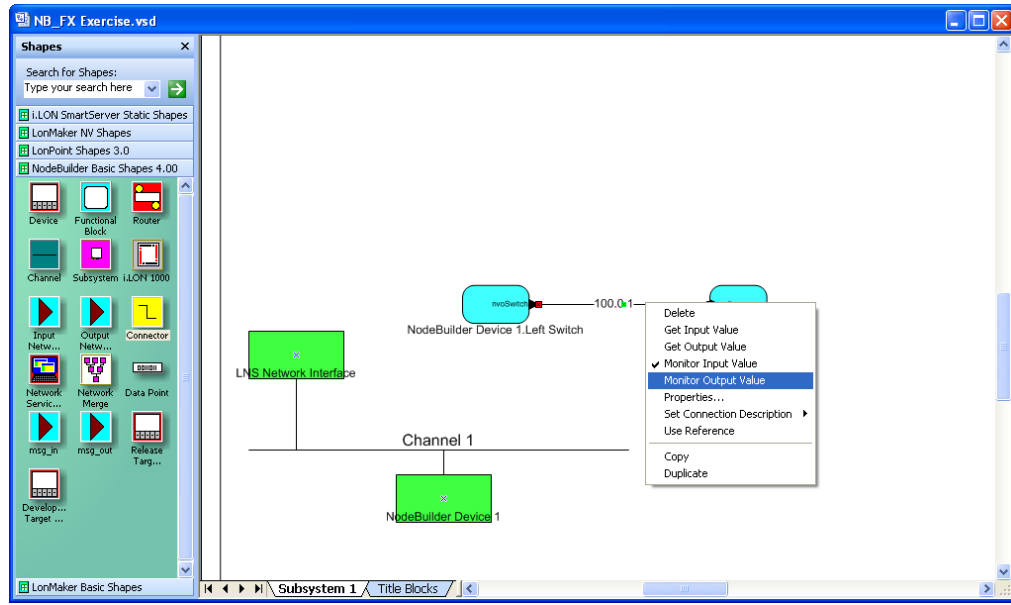 NB_FX Exercise.vsd
Shapes
Search for Shapes:
Type your search here
i.LON SmartServer Static Shapes
LonMaker NV Shapes
LonPoint Shapes 3.0
NodeBuilder Basic Shapes 4.00
Device
Functional Block
Router
Channel
Subsystem
i.LON 1000
Input Netw...
Output Netw...
Connector
Network Servic...
Network Merge
Data Point
msg_in
msg_out
Release Targ...
Develop... Target ...
LonMaker Basic Shapes
nvoSwitch
100.0 1
NodeBuilder Device 1.Left Switch
LNS Network Interface
Channel 1
NodeBuilder Device 1
Delete
Get Input Value
Get Output Value
Monitor Input Value
Monitor Output Value
Properties...
Set Connection Description
Use Reference
Copy
Duplicate
Subsystem 1
Title Blocks